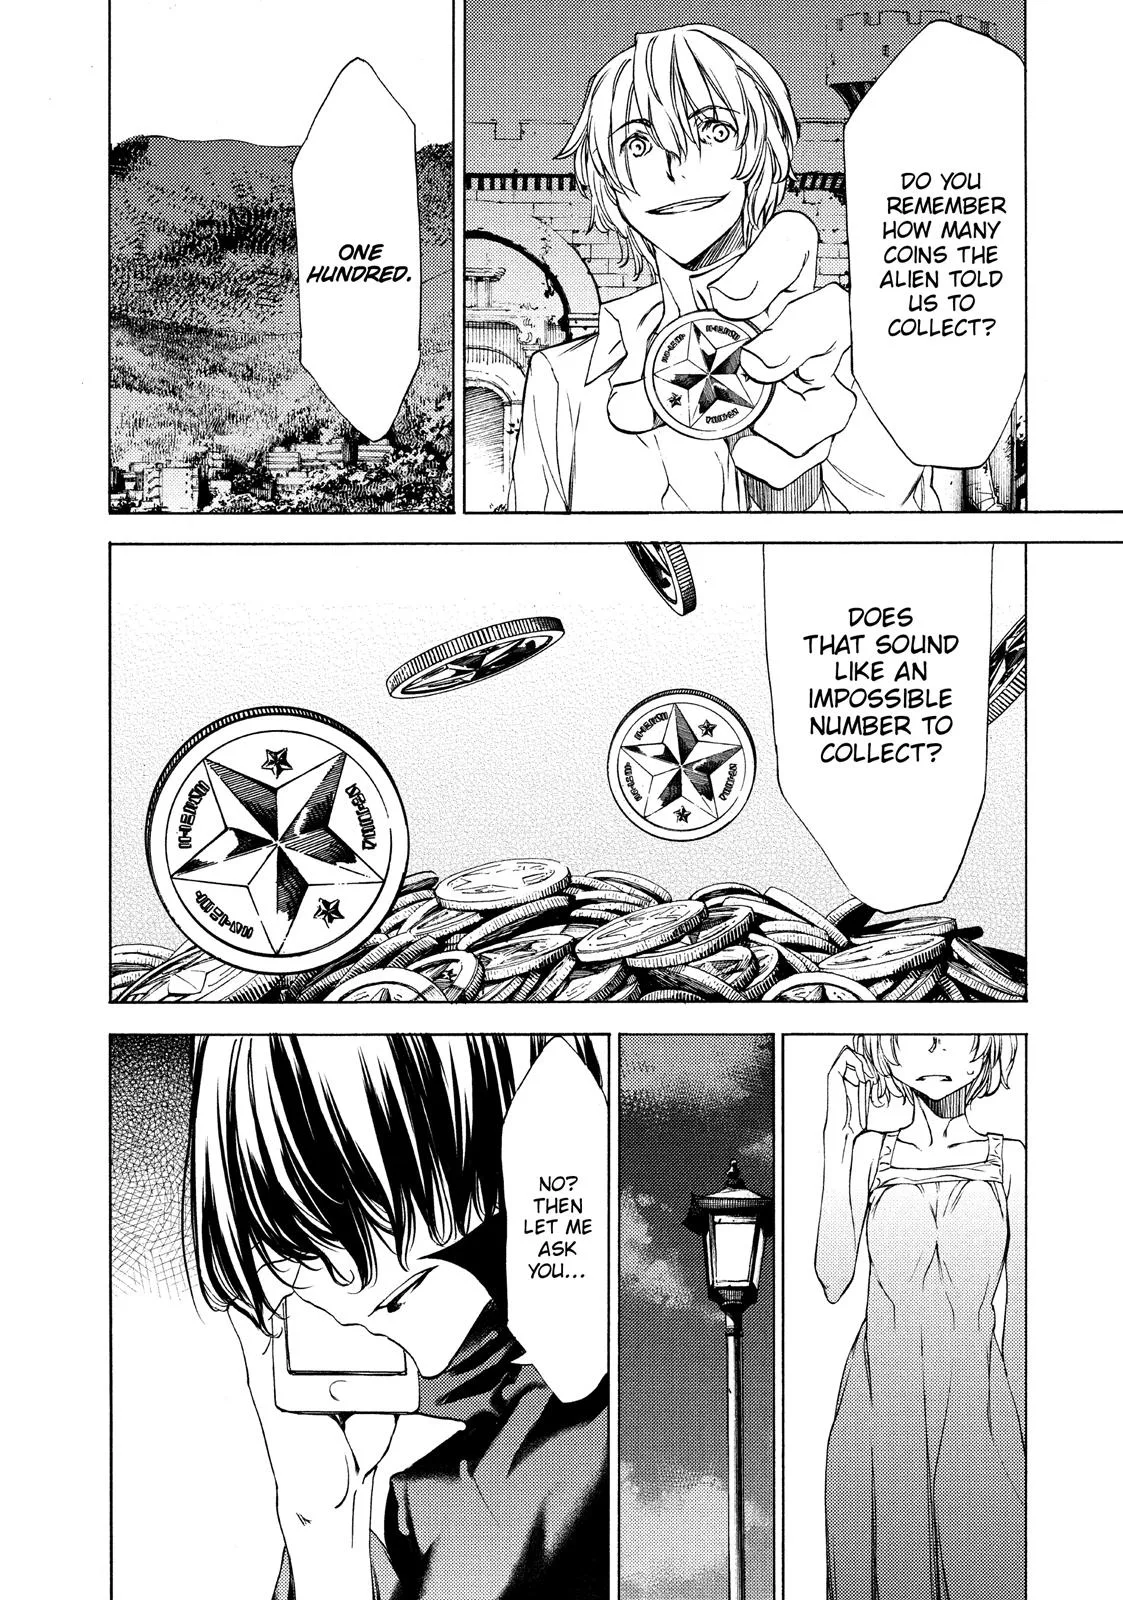 DO YOU
REMEMBER
HOW MANY
COINS THE
ALIEN TOLD
US TO
COLLECT?
ONE
HUNDRED.
DOES
THAT SOUND
LIKE AN
IMPOSSIBLE
NUMBER TO
COLLECT?
NO?
THEN
LET ME
ASK
YOU...